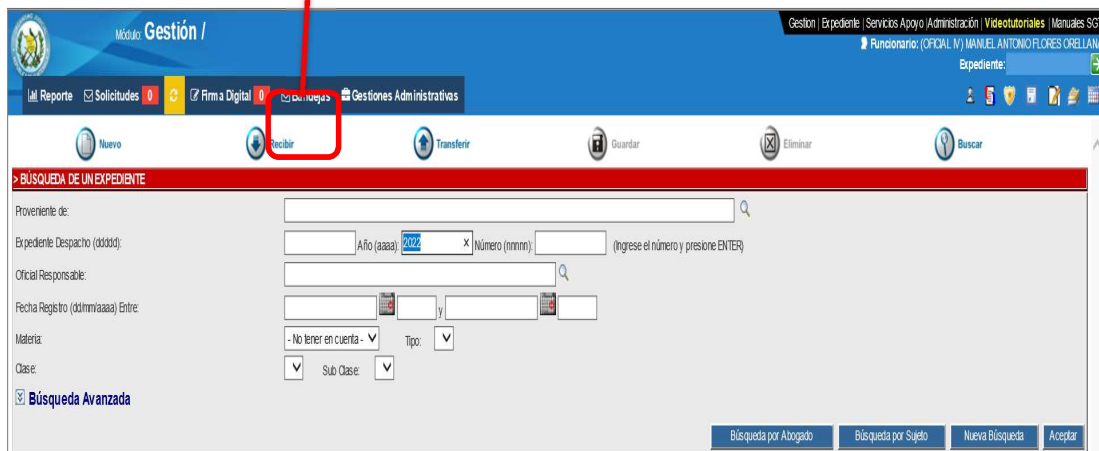 Gestion | Expediente | Servicios Apoyo |Administración | Videotutoriales | Manuales SGT
Módulo: Gestión /
Funcionario: (OFICIAL IV) MANUEL ANTONIO FLORES ORELLANA
Expediente:
Reporte Solicitudes 0 Firma Digital 0 Bandejas Gestiones Administrativas
Nuevo Recibir Transferir Guardar Eliminar Buscar
> BÚSQUEDA DE UN EXPEDIENTE
Proveniente de:
Expediente Despacho (ddddd): Año (aaaa): 2022 x Número (nnnnn): (Ingrese el número y presione ENTER)
Oficial Responsable:
Fecha Registro (dd/mm/aaaa) Entre: y
Materia: - No tener en cuenta - Tipo:
Clase: Sub Clase:
Búsqueda Avanzada
Búsqueda por Abogado Búsqueda por Sujeto Nueva Búsqueda Aceptar